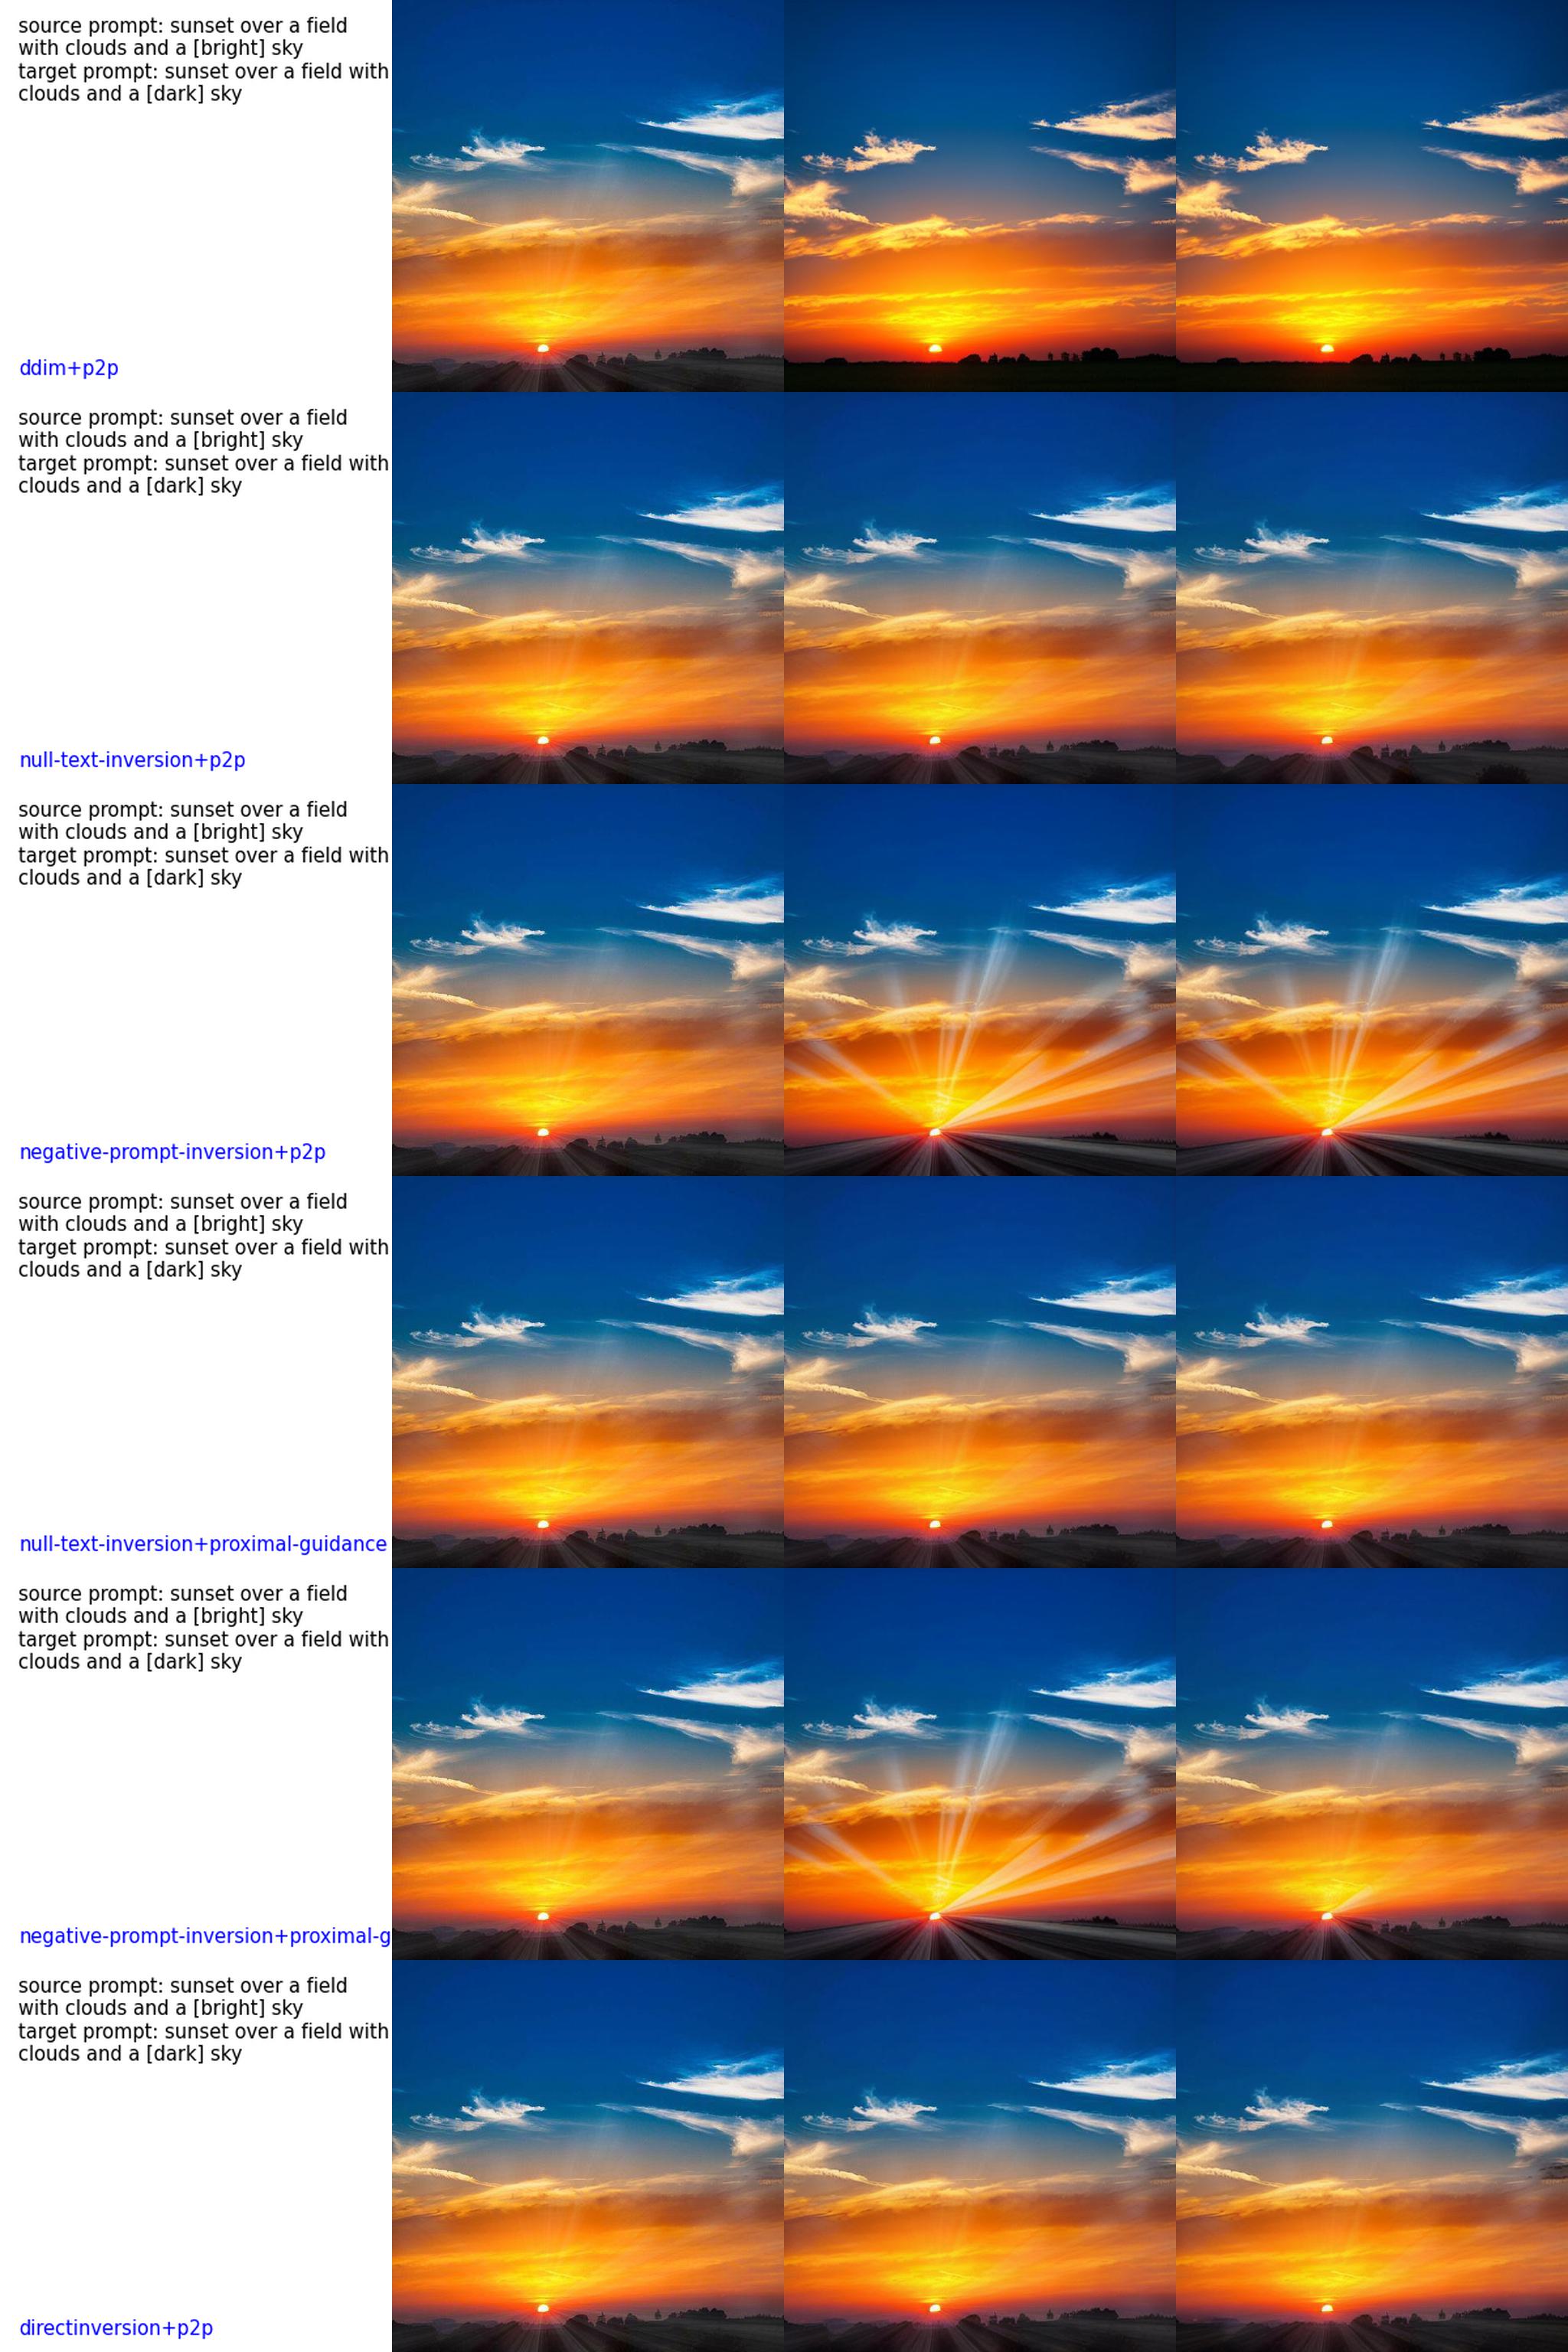 source prompt: sunset over a field
with clouds and a [bright] sky
target prompt: sunset over a field with
clouds and a [dark] sky
ddim+p2p
source prompt: sunset over a field
with clouds and a [bright] sky
target prompt: sunset over a field with
clouds and a [dark] sky
null-text-inversion+p2p
source prompt: sunset over a field
with clouds and a [bright] sky
target prompt: sunset over a field with
clouds and a [dark] sky
negative-prompt-inversion+p2p
source prompt: sunset over a field
with clouds and a [bright] sky
target prompt: sunset over a field with
clouds and a [dark] sky
null-text-inversion+proximal-guidance
source prompt: sunset over a field
with clouds and a [bright] sky
target prompt: sunset over a field with
clouds and a [dark] sky
negative-prompt-inversion+proximal-g
source prompt: sunset over a field
with clouds and a [bright] sky
target prompt: sunset over a field with
clouds and a [dark] sky
directinversion+p2p